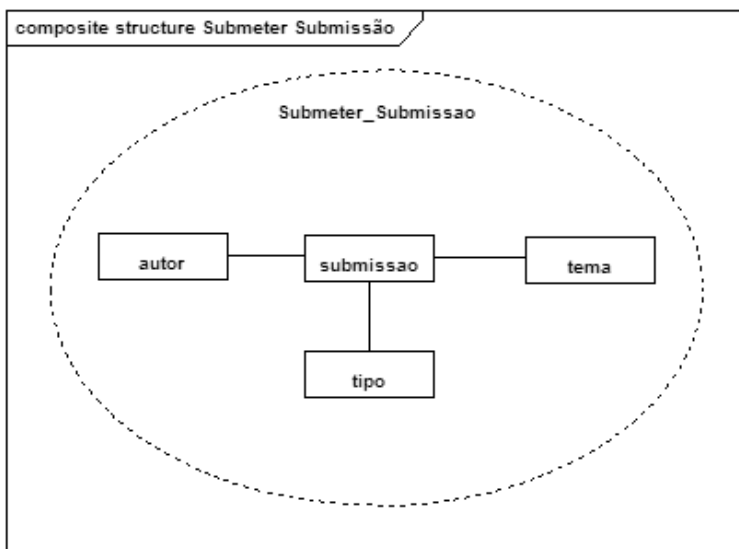 composite structure Submeter Submissão
Submeter_Submissao
autor
submissao
tema
tipo